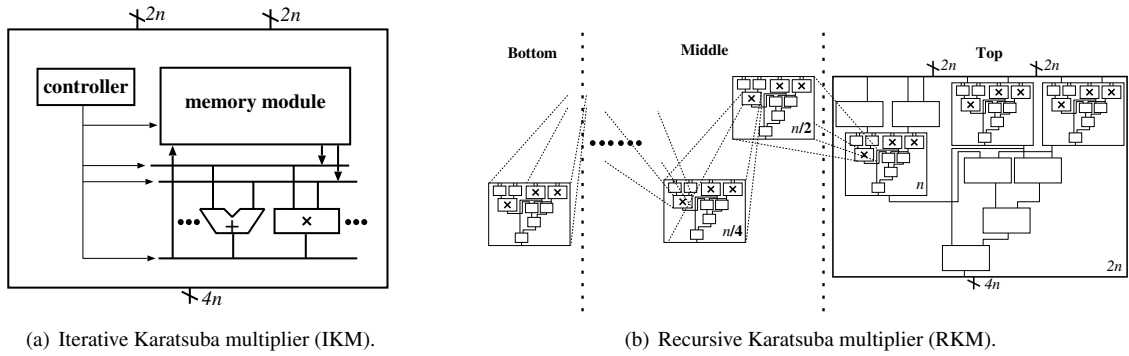 2n 2n
controller
memory module
+ ×
4n
(a) Iterative Karatsuba multiplier (IKM).
Bottom Middle Top
2n 2n
× × × × × ×
× ×
n/2
× ×
×
n
× ×
×
n/4
× ×
×
2n
4n
(b) Recursive Karatsuba multiplier (RKM).